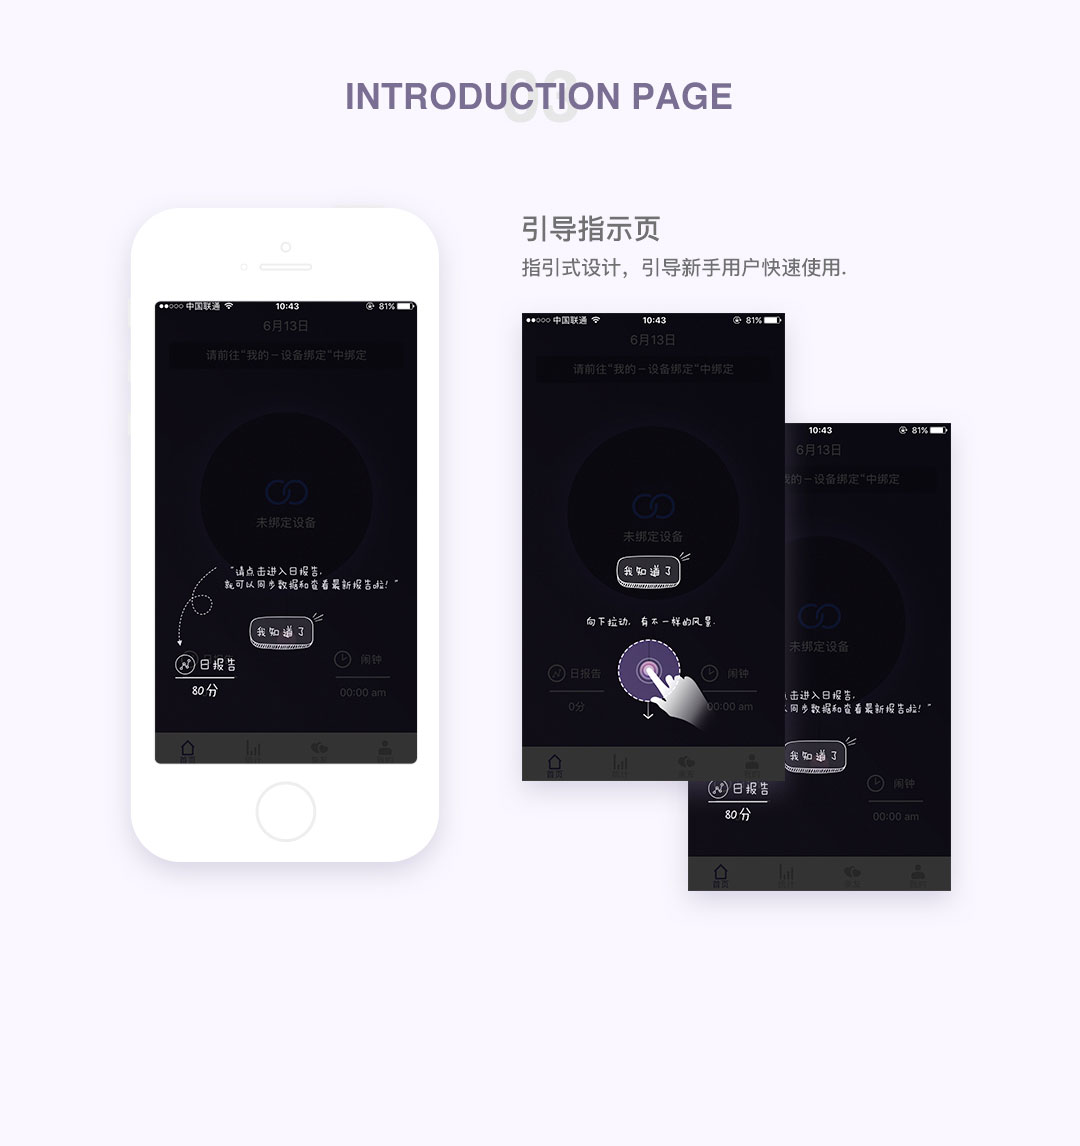 03
INTRODUCTION PAGE
引导指示页
指引式设计，引导新手用户快速使用.
中国联通
10:43
81%
6月13日
请前往“我的－设备绑定”中绑定
未绑定设备
“请点击进入日报告,
就可以同步数据和查看最新报告啦！”
我知道了
日报告
闹钟
80分
00:00 am
首页
统计
亲友
我的
中国联通
10:43
81%
6月13日
请前往“我的－设备绑定”中绑定
未绑定设备
我知道了
向下拉动, 有不一样的风景.
日报告
闹钟
0分
00:00 am
首页
统计
亲友
我的
10:43
81%
6月13日
我的－设备绑定”中绑定
未绑定设备
点击进入日报告,
以同步数据和查看最新报告啦！”
我知道了
日报告
闹钟
80分
00:00 am
首页
统计
亲友
我的